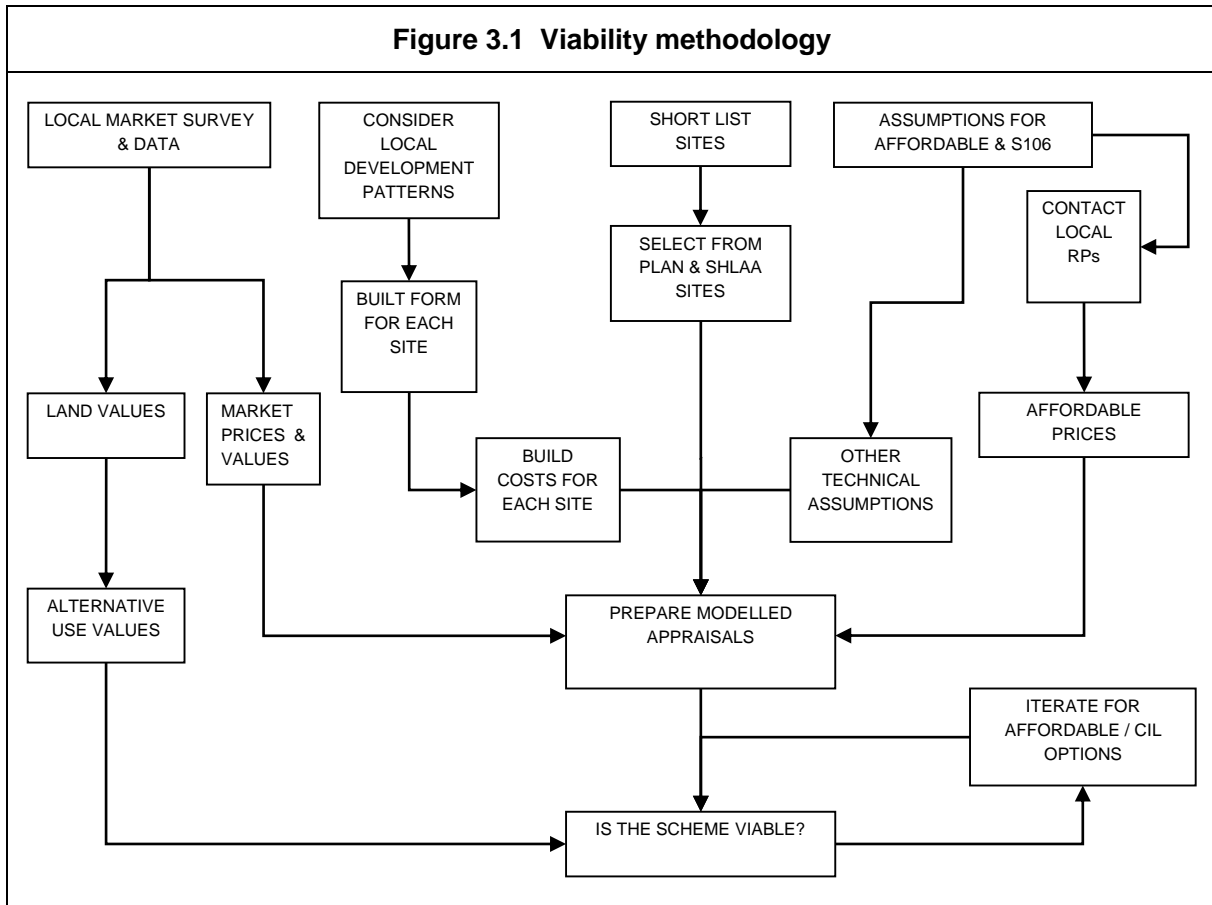 Figure 3.1 Viability methodology
LOCAL MARKET SURVEY
& DATA
CONSIDER
LOCAL
DEVELOPMENT
PATTERNS
SHORT LIST
SITES
ASSUMPTIONS FOR
AFFORDABLE & S106
CONTACT
LOCAL
RPs
SELECT FROM
PLAN & SHLAA
SITES
BUILT FORM
FOR EACH
SITE
LAND VALUES
MARKET
PRICES &
VALUES
AFFORDABLE
PRICES
BUILD
COSTS FOR
EACH SITE
OTHER
TECHNICAL
ASSUMPTIONS
ALTERNATIVE
USE VALUES
PREPARE MODELLED
APPRAISALS
ITERATE FOR
AFFORDABLE / CIL
OPTIONS
IS THE SCHEME VIABLE?